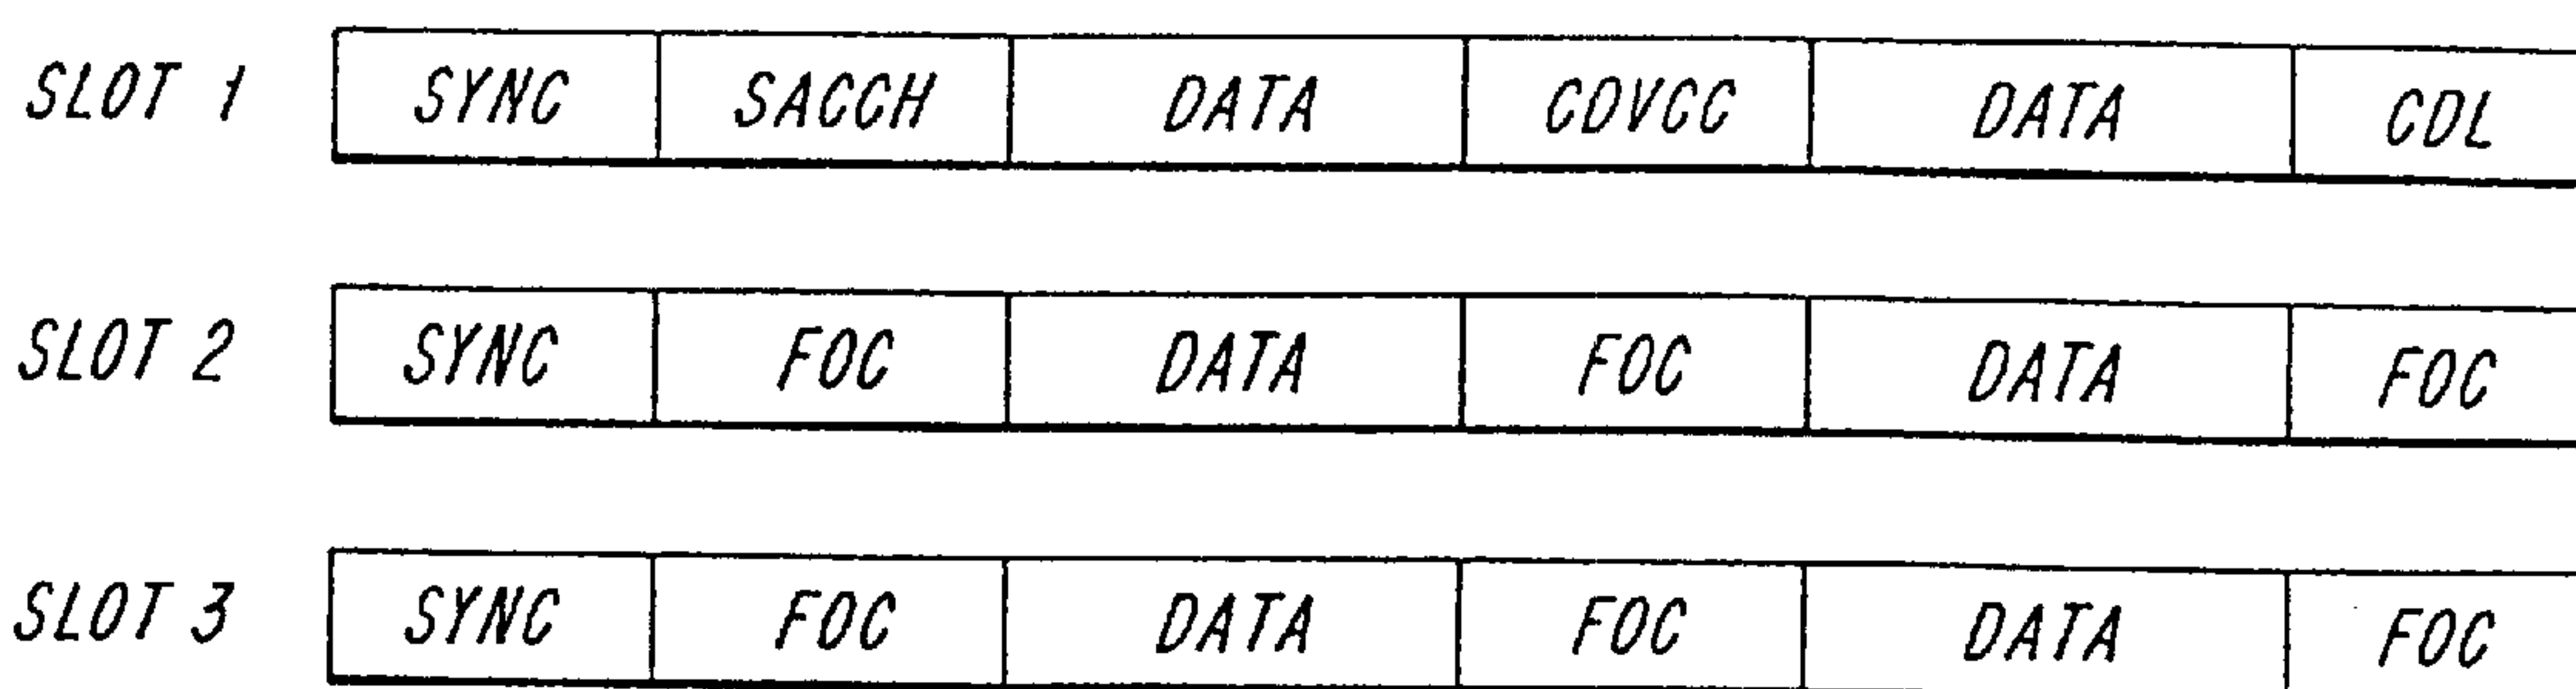 SLOT 1 SYNC SACCH DATA CDVCC DATA CDL
SLOT 2 SYNC FOC DATA FOC DATA FOC
SLOT 3 SYNC FOC DATA FOC DATA FOC